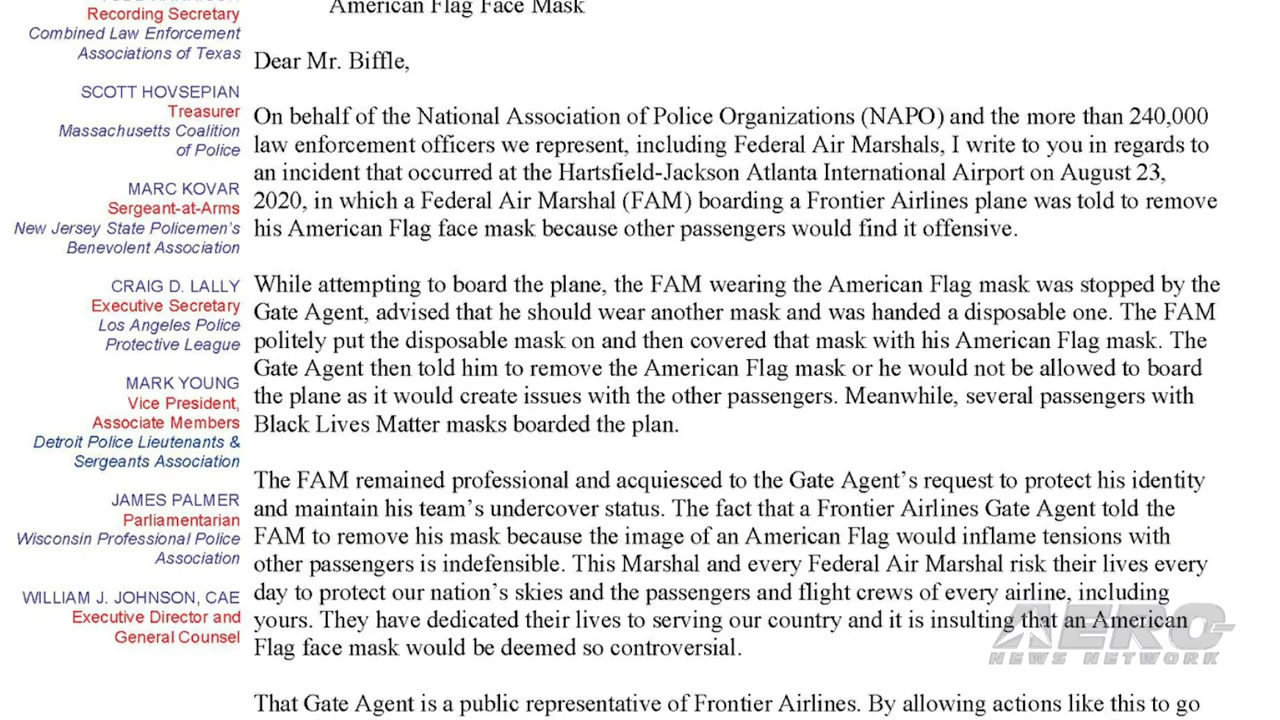 American Flag Face Mask
Recording Secretary
Combined Law Enforcement
Associations of Texas
SCOTT HOVSEPIAN
Treasurer
Massachusetts Coalition
of Police
MARC KOVAR
Sergeant-at-Arms
New Jersey State Policemen's
Benevolent Association
CRAIG D. LALLY
Executive Secretary
Los Angeles Police
Protective League
MARK YOUNG
Vice President,
Associate Members
Detroit Police Lieutenants &
Sergeants Association
JAMES PALMER
Parliamentarian
Wisconsin Professional Police
Association
WILLIAM J. JOHNSON, CAE
Executive Director and
General Counsel
Dear Mr. Biffle,
On behalf of the National Association of Police Organizations (NAPO) and the more than 240,000
law enforcement officers we represent, including Federal Air Marshals, I write to you in regards to
an incident that occurred at the Hartsfield-Jackson Atlanta International Airport on August 23,
2020, in which a Federal Air Marshal (FAM) boarding a Frontier Airlines plane was told to remove
his American Flag face mask because other passengers would find it offensive.
While attempting to board the plane, the FAM wearing the American Flag mask was stopped by the
Gate Agent, advised that he should wear another mask and was handed a disposable one. The FAM
politely put the disposable mask on and then covered that mask with his American Flag mask. The
Gate Agent then told him to remove the American Flag mask or he would not be allowed to board
the plane as it would create issues with the other passengers. Meanwhile, several passengers with
Black Lives Matter masks boarded the plan.
The FAM remained professional and acquiesced to the Gate Agent's request to protect his identity
and maintain his team's undercover status. The fact that a Frontier Airlines Gate Agent told the
FAM to remove his mask because the image of an American Flag would inflame tensions with
other passengers is indefensible. This Marshal and every Federal Air Marshal risk their lives every
day to protect our nation's skies and the passengers and flight crews of every airline, including
yours. They have dedicated their lives to serving our country and it is insulting that an American
Flag face mask would be deemed so controversial.
That Gate Agent is a public representative of Frontier Airlines. By allowing actions like this to go
AERO
NEWS NETWORK